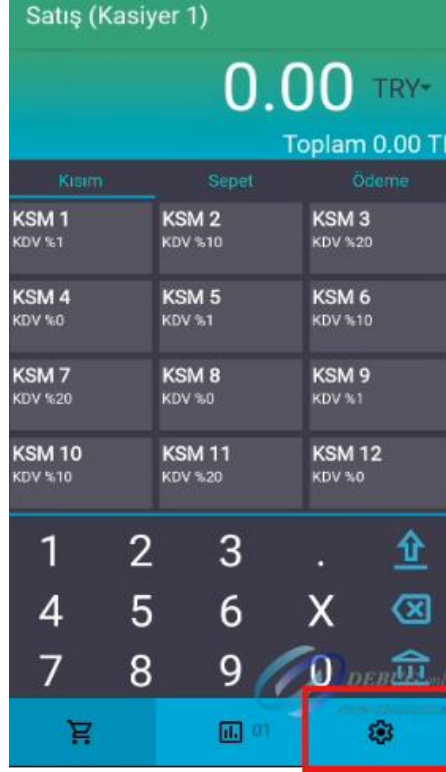 Satış (Kasiyer 1)
0.00 TRY
Toplam 0.00
Kısım Sepet Ödeme
KSM 1 KSM 2 KSM 3
KDV %1 KDV %10 KDV %20
KSM 4 KSM 5 KSM 6
KDV %0 KDV %1 KDV %10
KSM 7 KSM 8 KSM 9
KDV %20 KDV %0 KDV %1
KSM 10 KSM 11 KSM 12
KDV %10 KDV %20 KDV %0
1 2 3 .
4 5 6 X
7 8 9 0
01